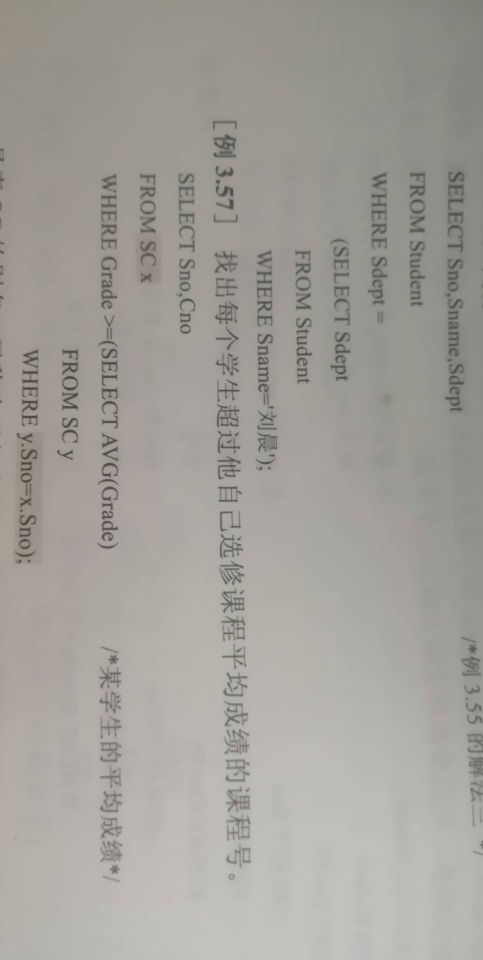 /*例 3.55 的解法三 */
SELECT Sno,Sname,Sdept
FROM Student
WHERE Sdept =
(SELECT Sdept
FROM Student
WHERE Sname='刘晨');
[例 3.57] 找出每个学生超过他自己选修课程平均成绩的课程号。
SELECT Sno,Cno
FROM SC x
WHERE Grade >=(SELECT AVG(Grade) /*某学生的平均成绩*/
FROM SC y
WHERE y.Sno=x.Sno);